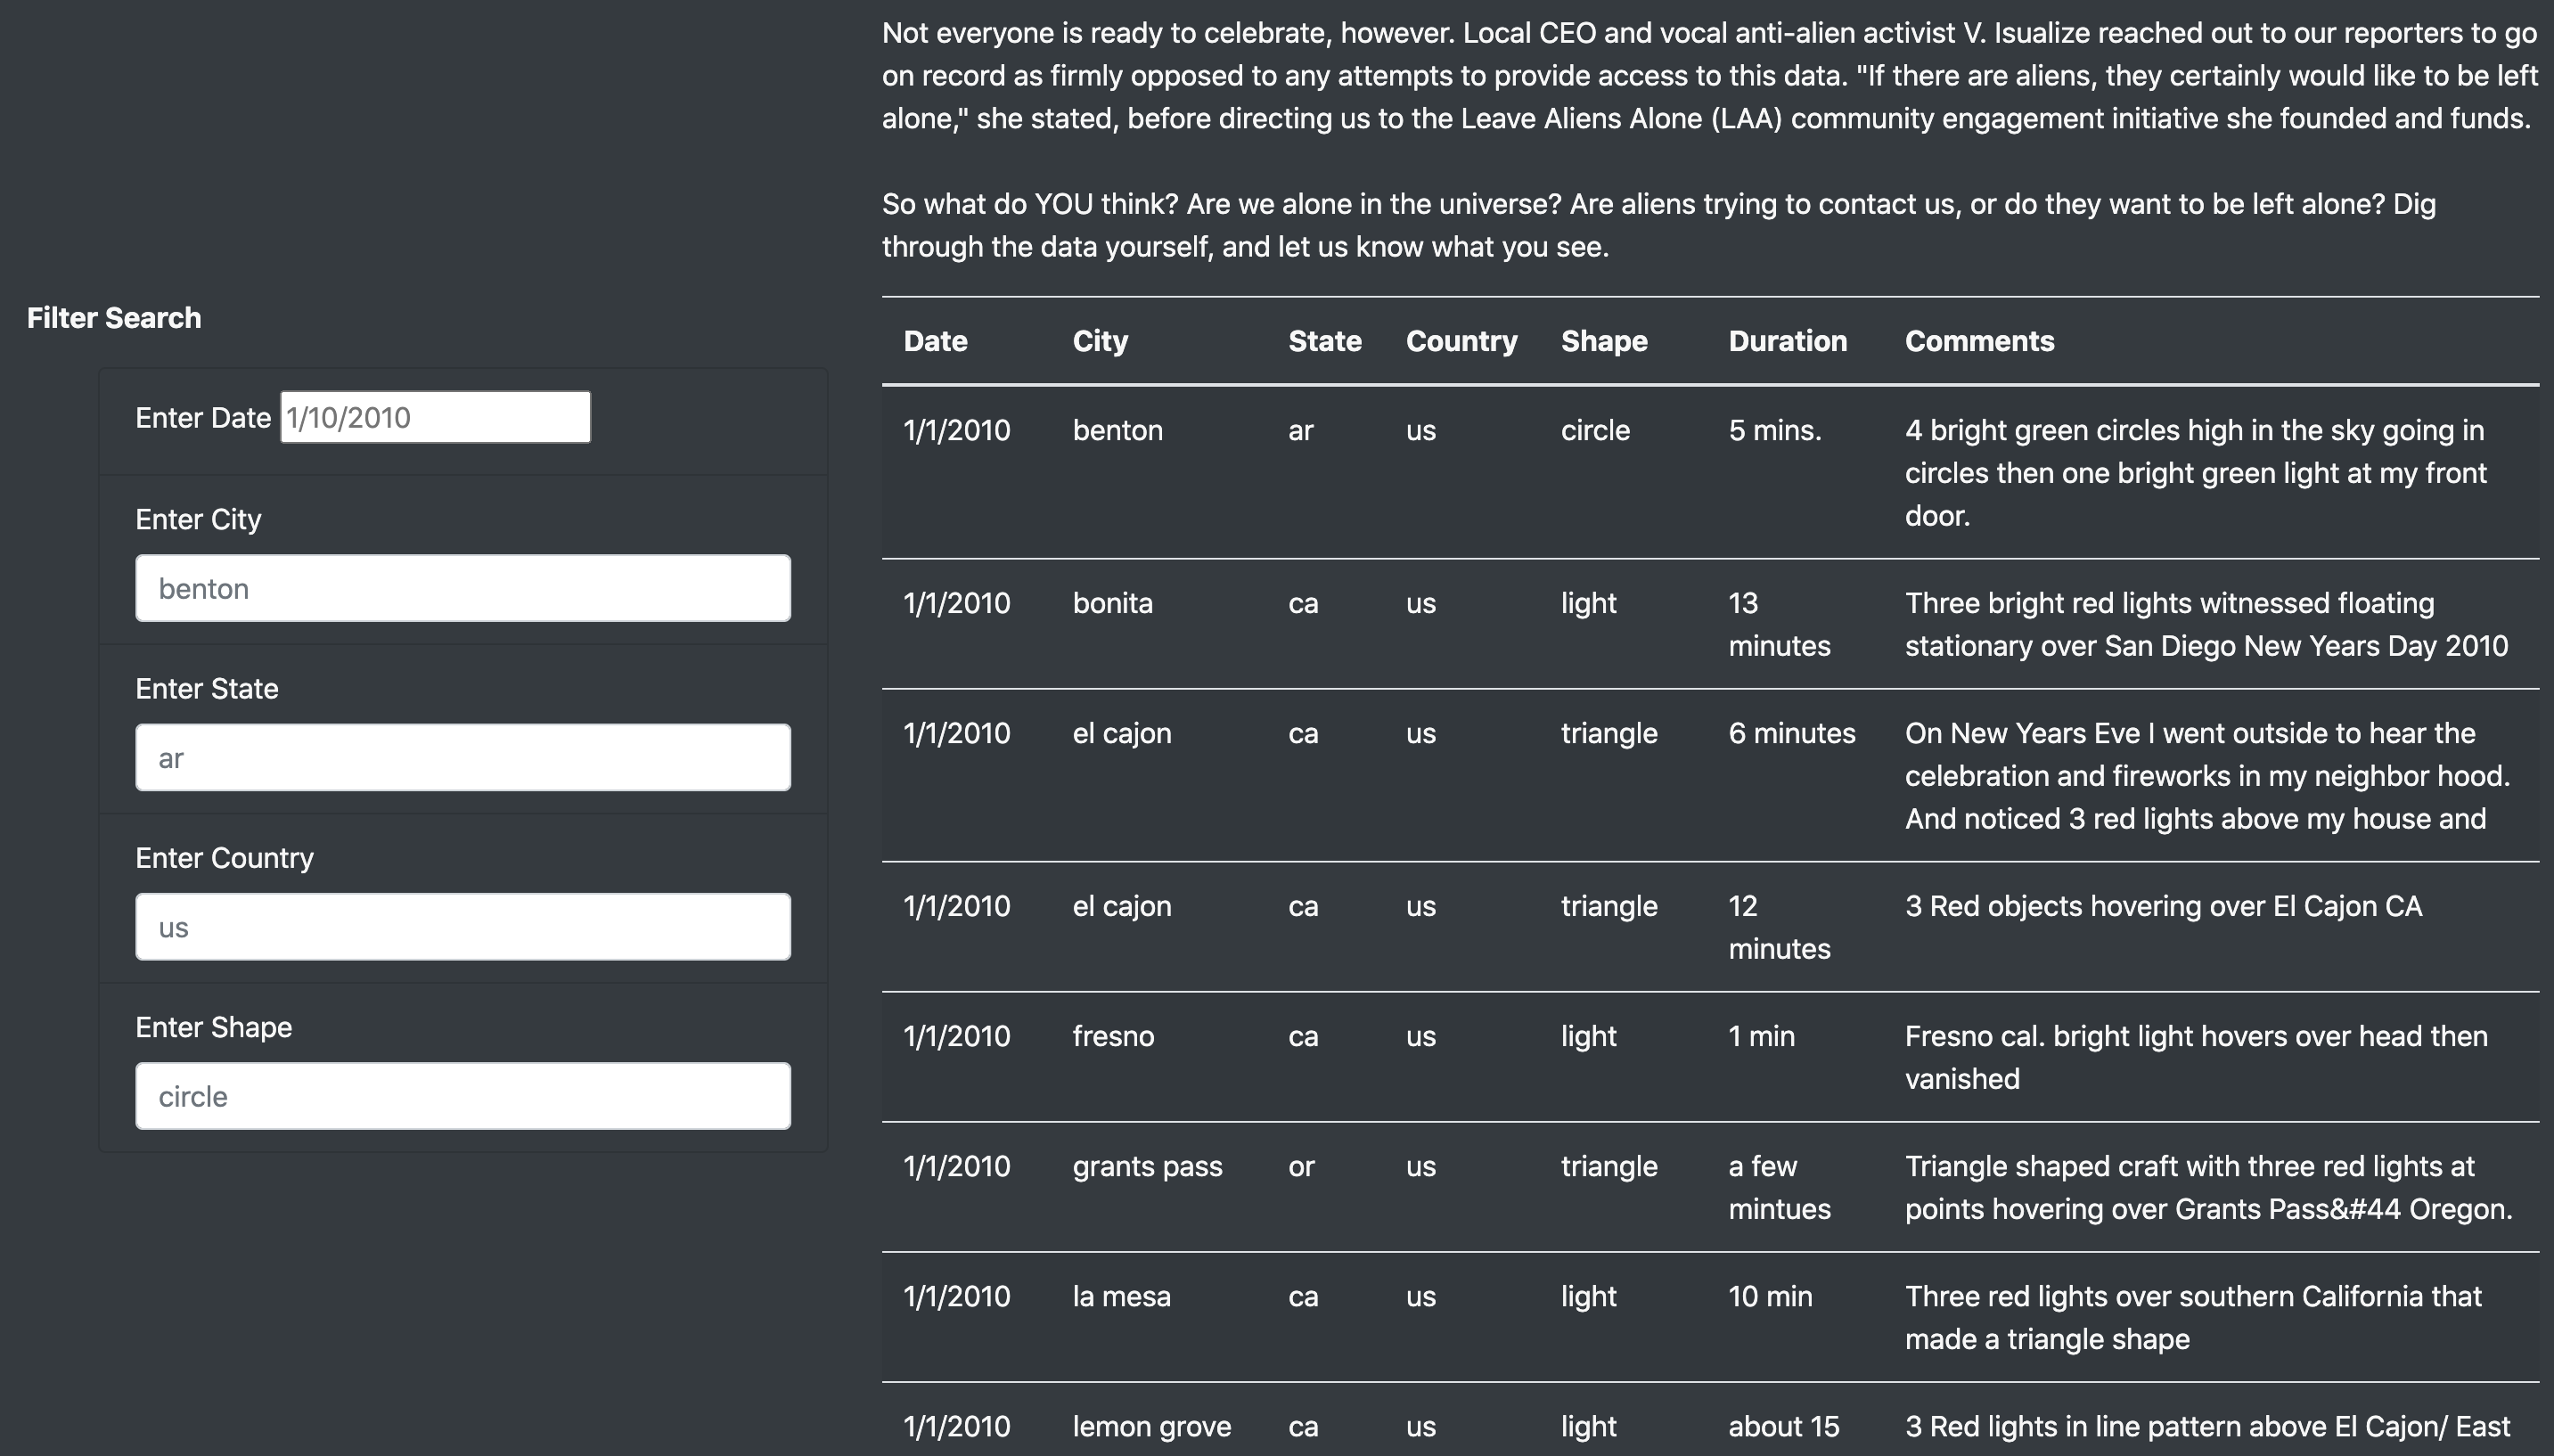 Not everyone is ready to celebrate, however. Local CEO and vocal anti-alien activist V. Isualize reached out to our reporters to go
on record as firmly opposed to any attempts to provide access to this data. "If there are aliens, they certainly would like to be left
alone," she stated, before directing us to the Leave Aliens Alone (LAA) community engagement initiative she founded and funds.
So what do YOU think? Are we alone in the universe? Are aliens trying to contact us, or do they want to be left alone? Dig
through the data yourself, and let us know what you see.
Filter Search
Enter Date 1/10/2010
Enter City
benton
Enter State
ar
Enter Country
us
Enter Shape
circle
Date City State Country Shape Duration Comments
1/1/2010 benton ar us circle 5 mins. 4 bright green circles high in the sky going in
circles then one bright green light at my front
door.
1/1/2010 bonita ca us light 13 Three bright red lights witnessed floating
minutes stationary over San Diego New Years Day 2010
1/1/2010 el cajon ca us triangle 6 minutes On New Years Eve I went outside to hear the
celebration and fireworks in my neighbor hood.
And noticed 3 red lights above my house and
1/1/2010 el cajon ca us triangle 12 3 Red objects hovering over El Cajon CA
minutes
1/1/2010 fresno ca us light 1 min Fresno cal. bright light hovers over head then
vanished
1/1/2010 grants pass or us triangle a few Triangle shaped craft with three red lights at
mintues points hovering over Grants Pass&#44 Oregon.
1/1/2010 la mesa ca us light 10 min Three red lights over southern California that
made a triangle shape
1/1/2010 lemon grove ca us light about 15 3 Red lights in line pattern above El Cajon/ East